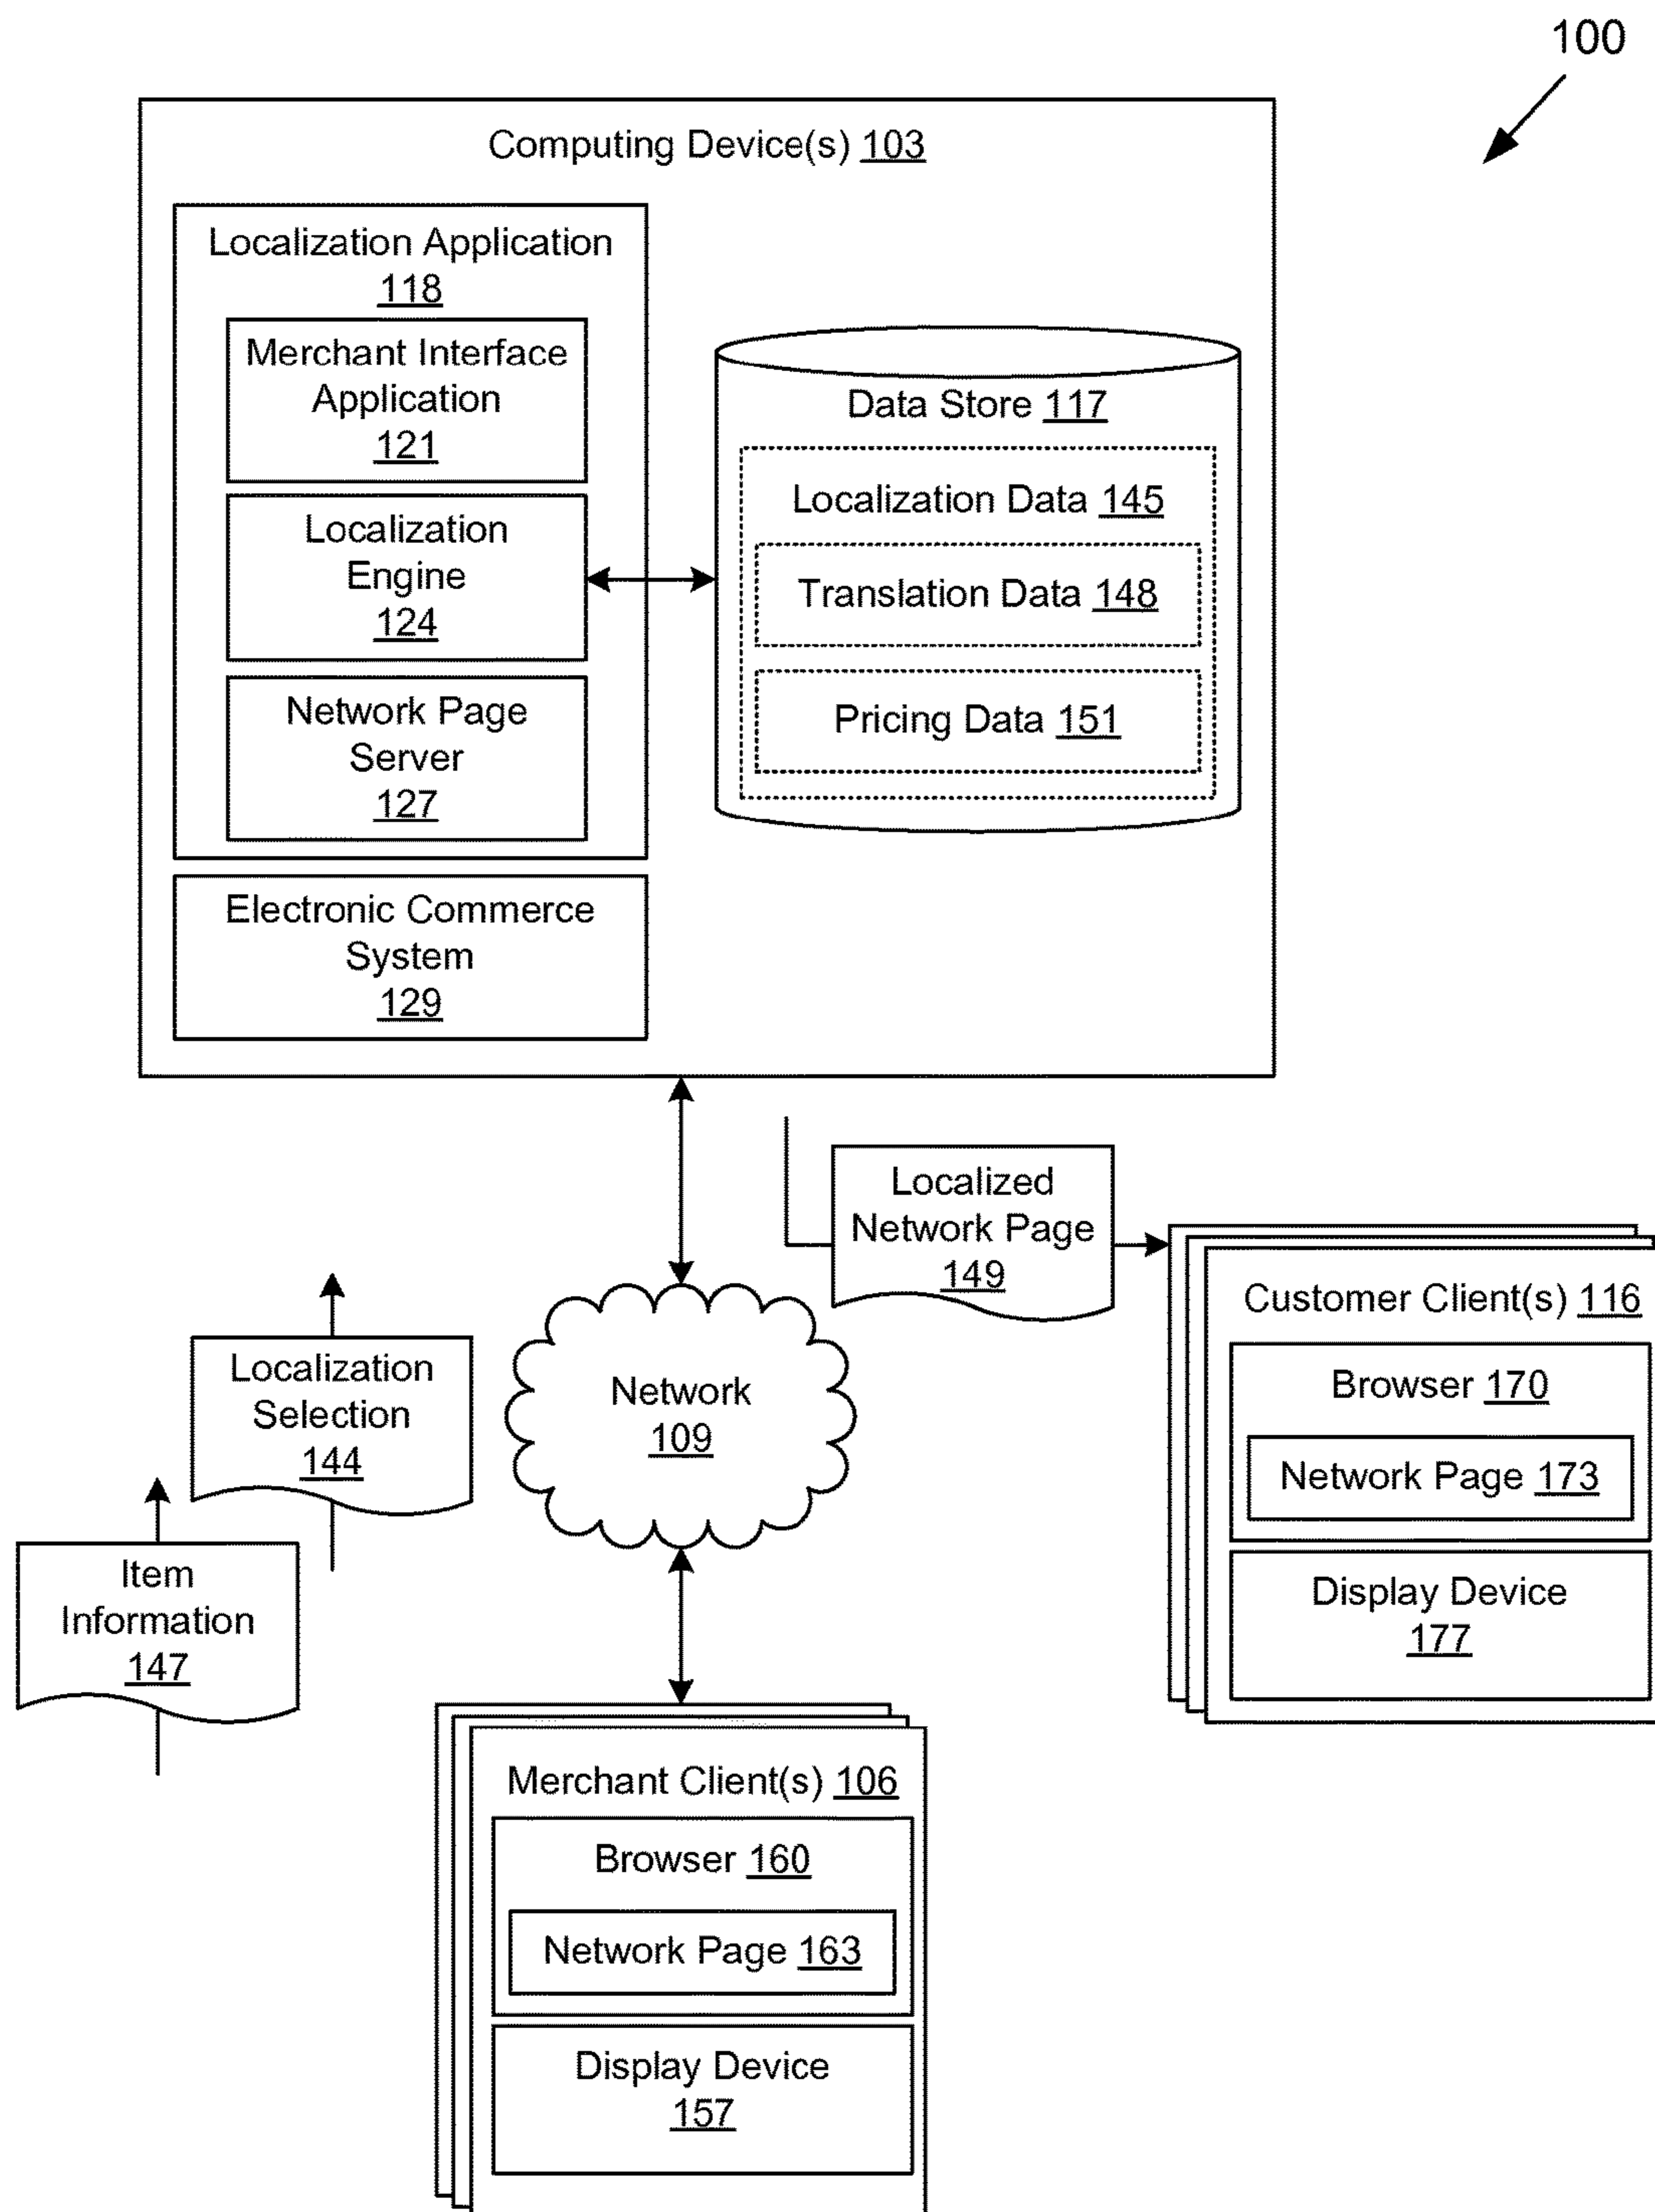 100
Computing Device(s) 103
Localization Application
118
Merchant Interface
Application
121
Localization
Engine
124
Network Page
Server
127
Electronic Commerce
System
129
Data Store 117
Localization Data 145
Translation Data 148
Pricing Data 151
Localized
Network Page
149
Customer Client(s) 116
Browser 170
Network Page 173
Display Device
177
Network
109
Localization
Selection
144
Item
Information
147
Merchant Client(s) 106
Browser 160
Network Page 163
Display Device
157